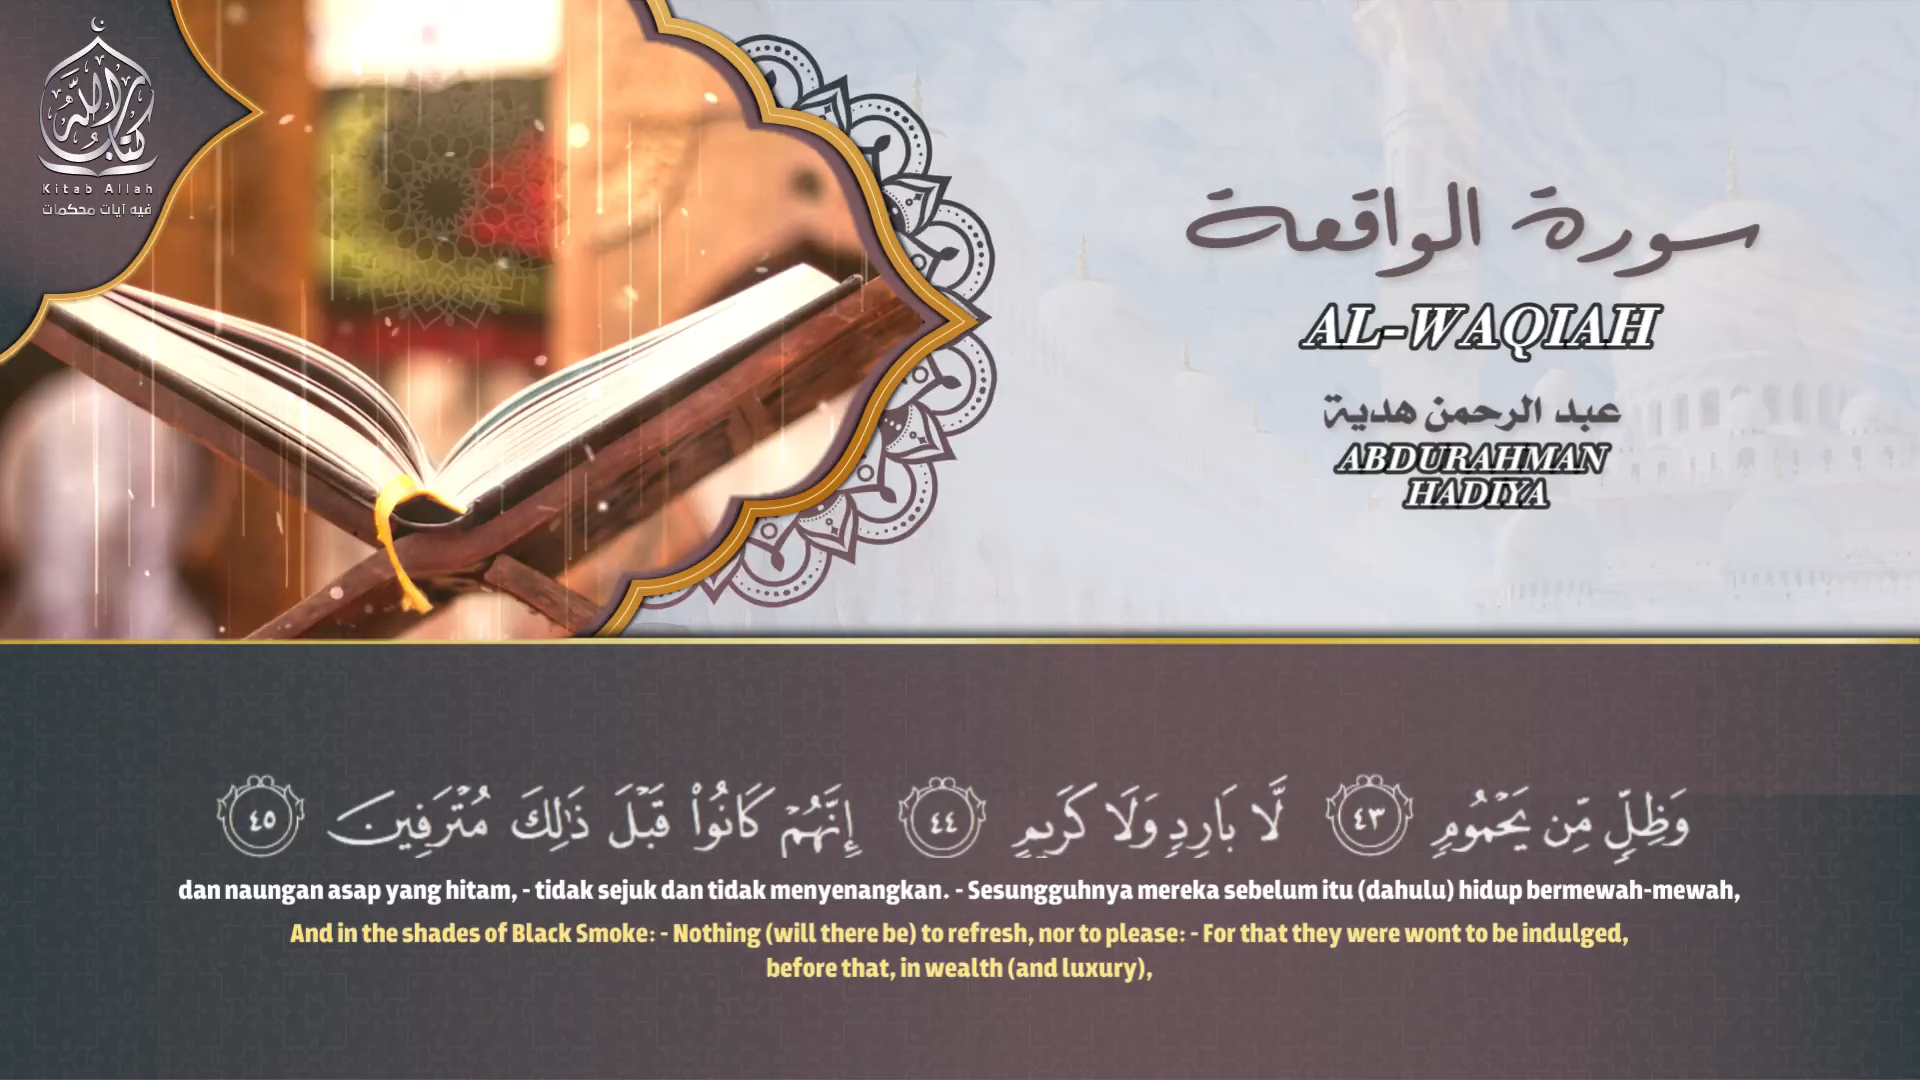 كتاب الله
Kitab Allah
فيه آيات محكمات
سورة الواقعة
AL-WAQIAH
عبد الرحمن هدية
ABDURAHMAN
HADIYA
وَظِلٍّ مِّن يَحْمُومٍ ٤٣ لَّا بَارِدٍ وَلَا كَرِيمٍ ٤٤ إِنَّهُمْ كَانُوا۟ قَبْلَ ذَٰلِكَ مُتْرَفِينَ ٤٥
dan naungan asap yang hitam, - tidak sejuk dan tidak menyenangkan. - Sesungguhnya mereka sebelum itu (dahulu) hidup bermewah-mewah,
And in the shades of Black Smoke: - Nothing (will there be) to refresh, nor to please: - For that they were wont to be indulged,
before that, in wealth (and luxury),